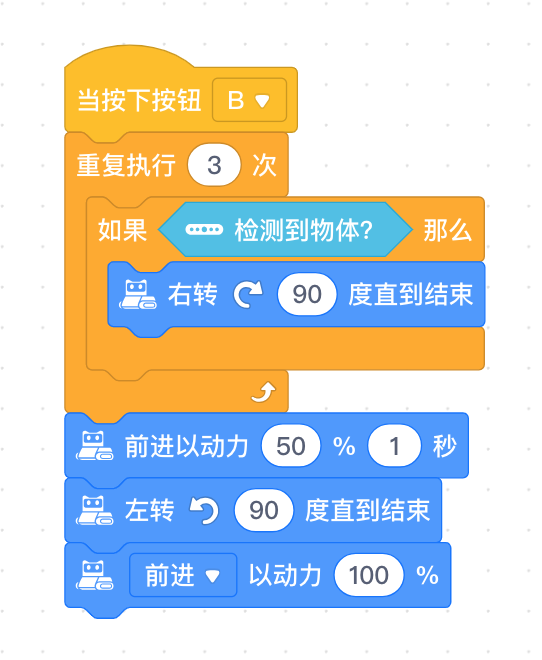 当按下按钮 B
重复执行 3 次
如果 检测到物体? 那么
右转 90 度直到结束
前进以动力 50 % 1 秒
左转 90 度直到结束
前进 以动力 100 %